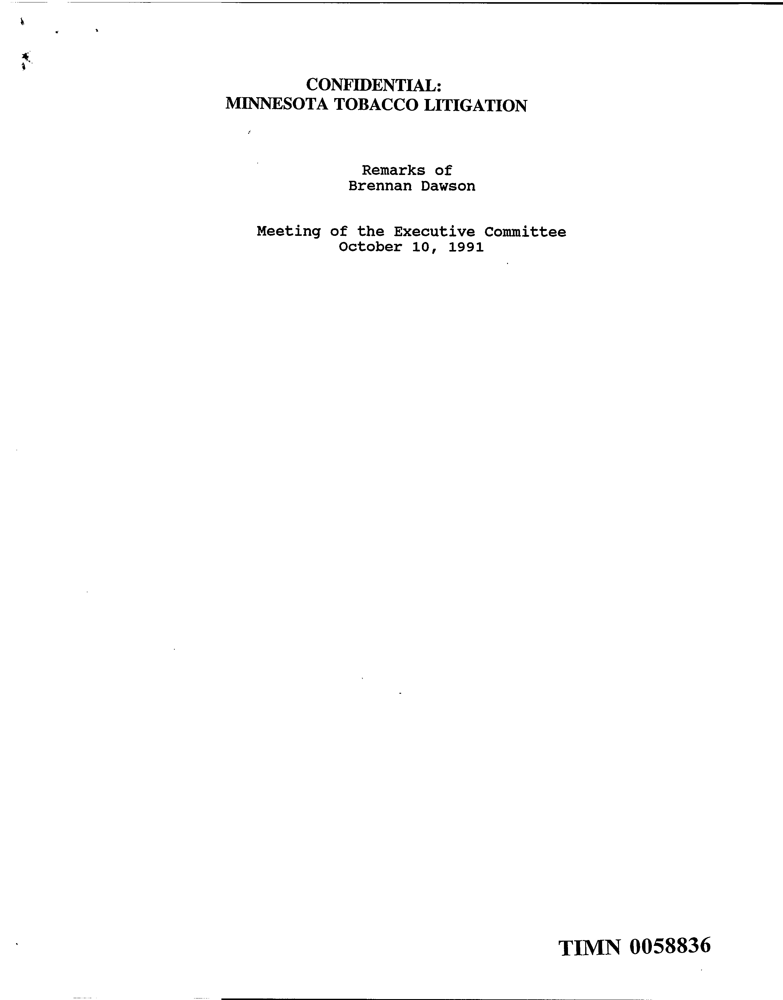 CONFIDENTIAL:
MINNESOTA TOBACCO LITIGATION
Remarks of
Brennan Dawson
Meeting of the Executive Committee
October 10, 1991
TIMN 0058836